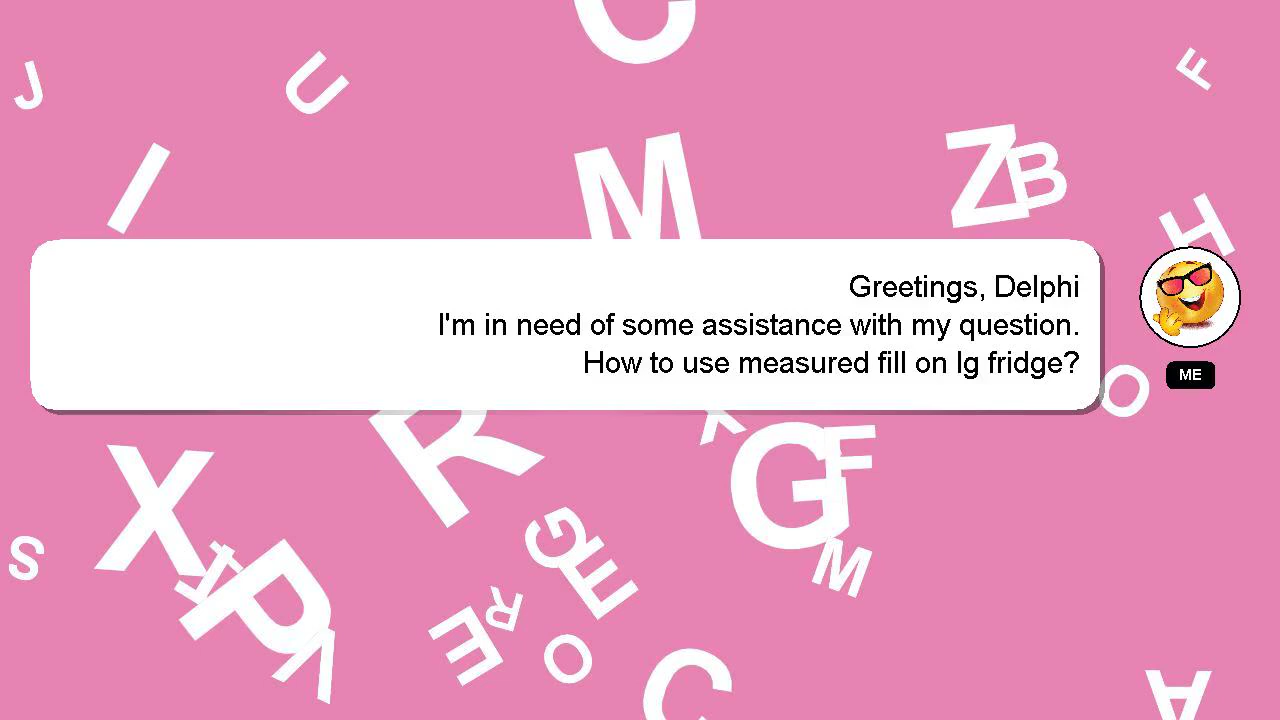 C
J
U
F
I
M
Z
B
H
Greetings, Delphi
I'm in need of some assistance with my question.
How to use measured fill on lg fridge?
ME
O
R
X
G
F
M
X
S
I
P
V
G
E
R
E
O
C
A